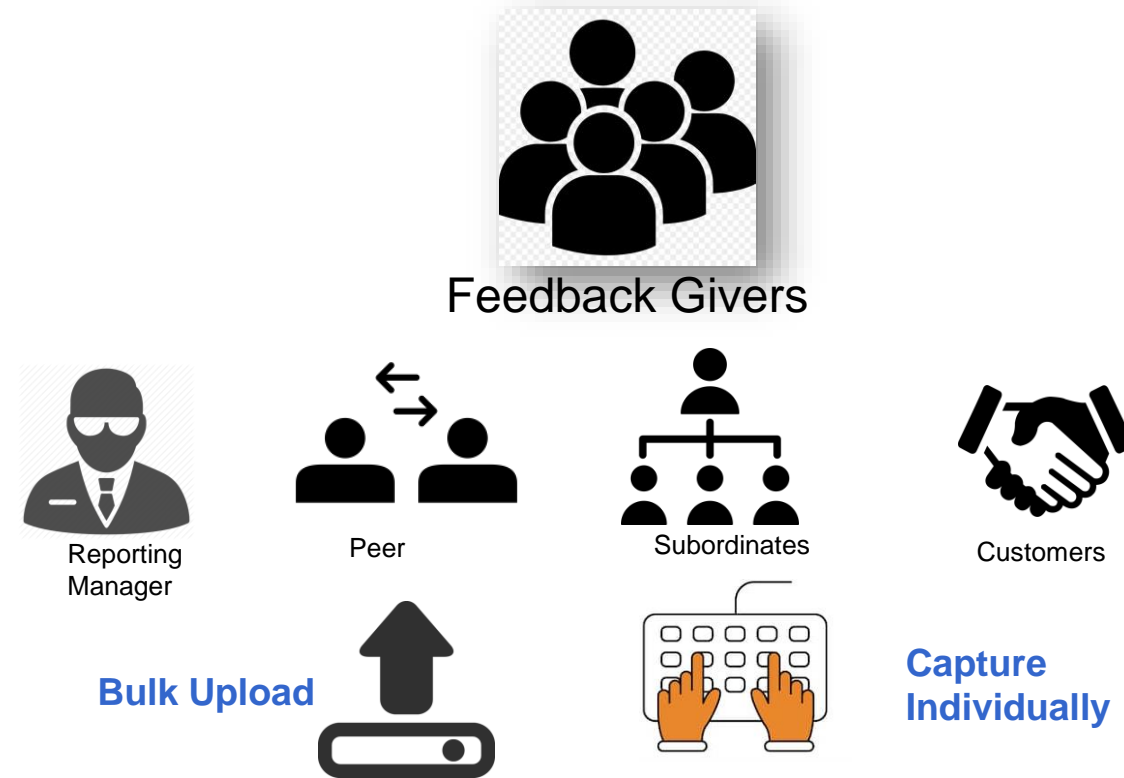 Feedback Givers
Reporting
Manager
Peer
Subordinates
Customers
Bulk Upload
Capture
Individually